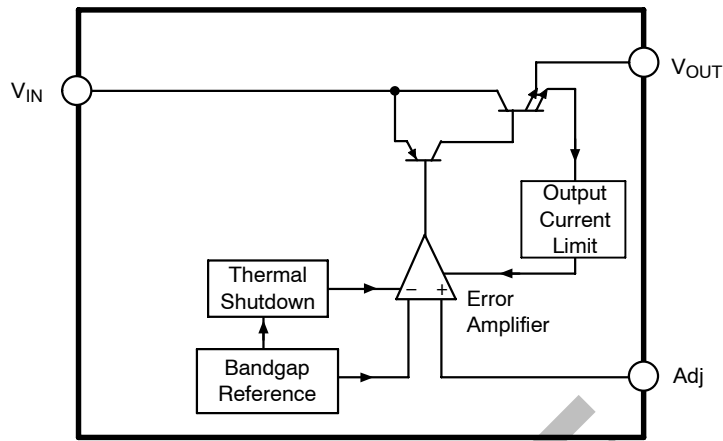 V_IN
V_OUT
Output
Current
Limit
Thermal
Shutdown
− +
Error
Amplifier
Bandgap
Reference
Adj